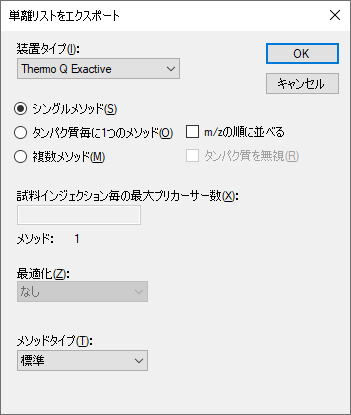 単離リストをエクスポート
装置タイプ(I):
Thermo Q Exactive
OK
キャンセル
シングルメソッド(S)
タンパク質毎に1つのメソッド(O)
m/zの順に並べる
複数メソッド(M)
タンパク質を無視(R)
試料インジェクション毎の最大プリカーサー数(X):
メソッド: 1
最適化(Z):
なし
メソッドタイプ(T):
標準